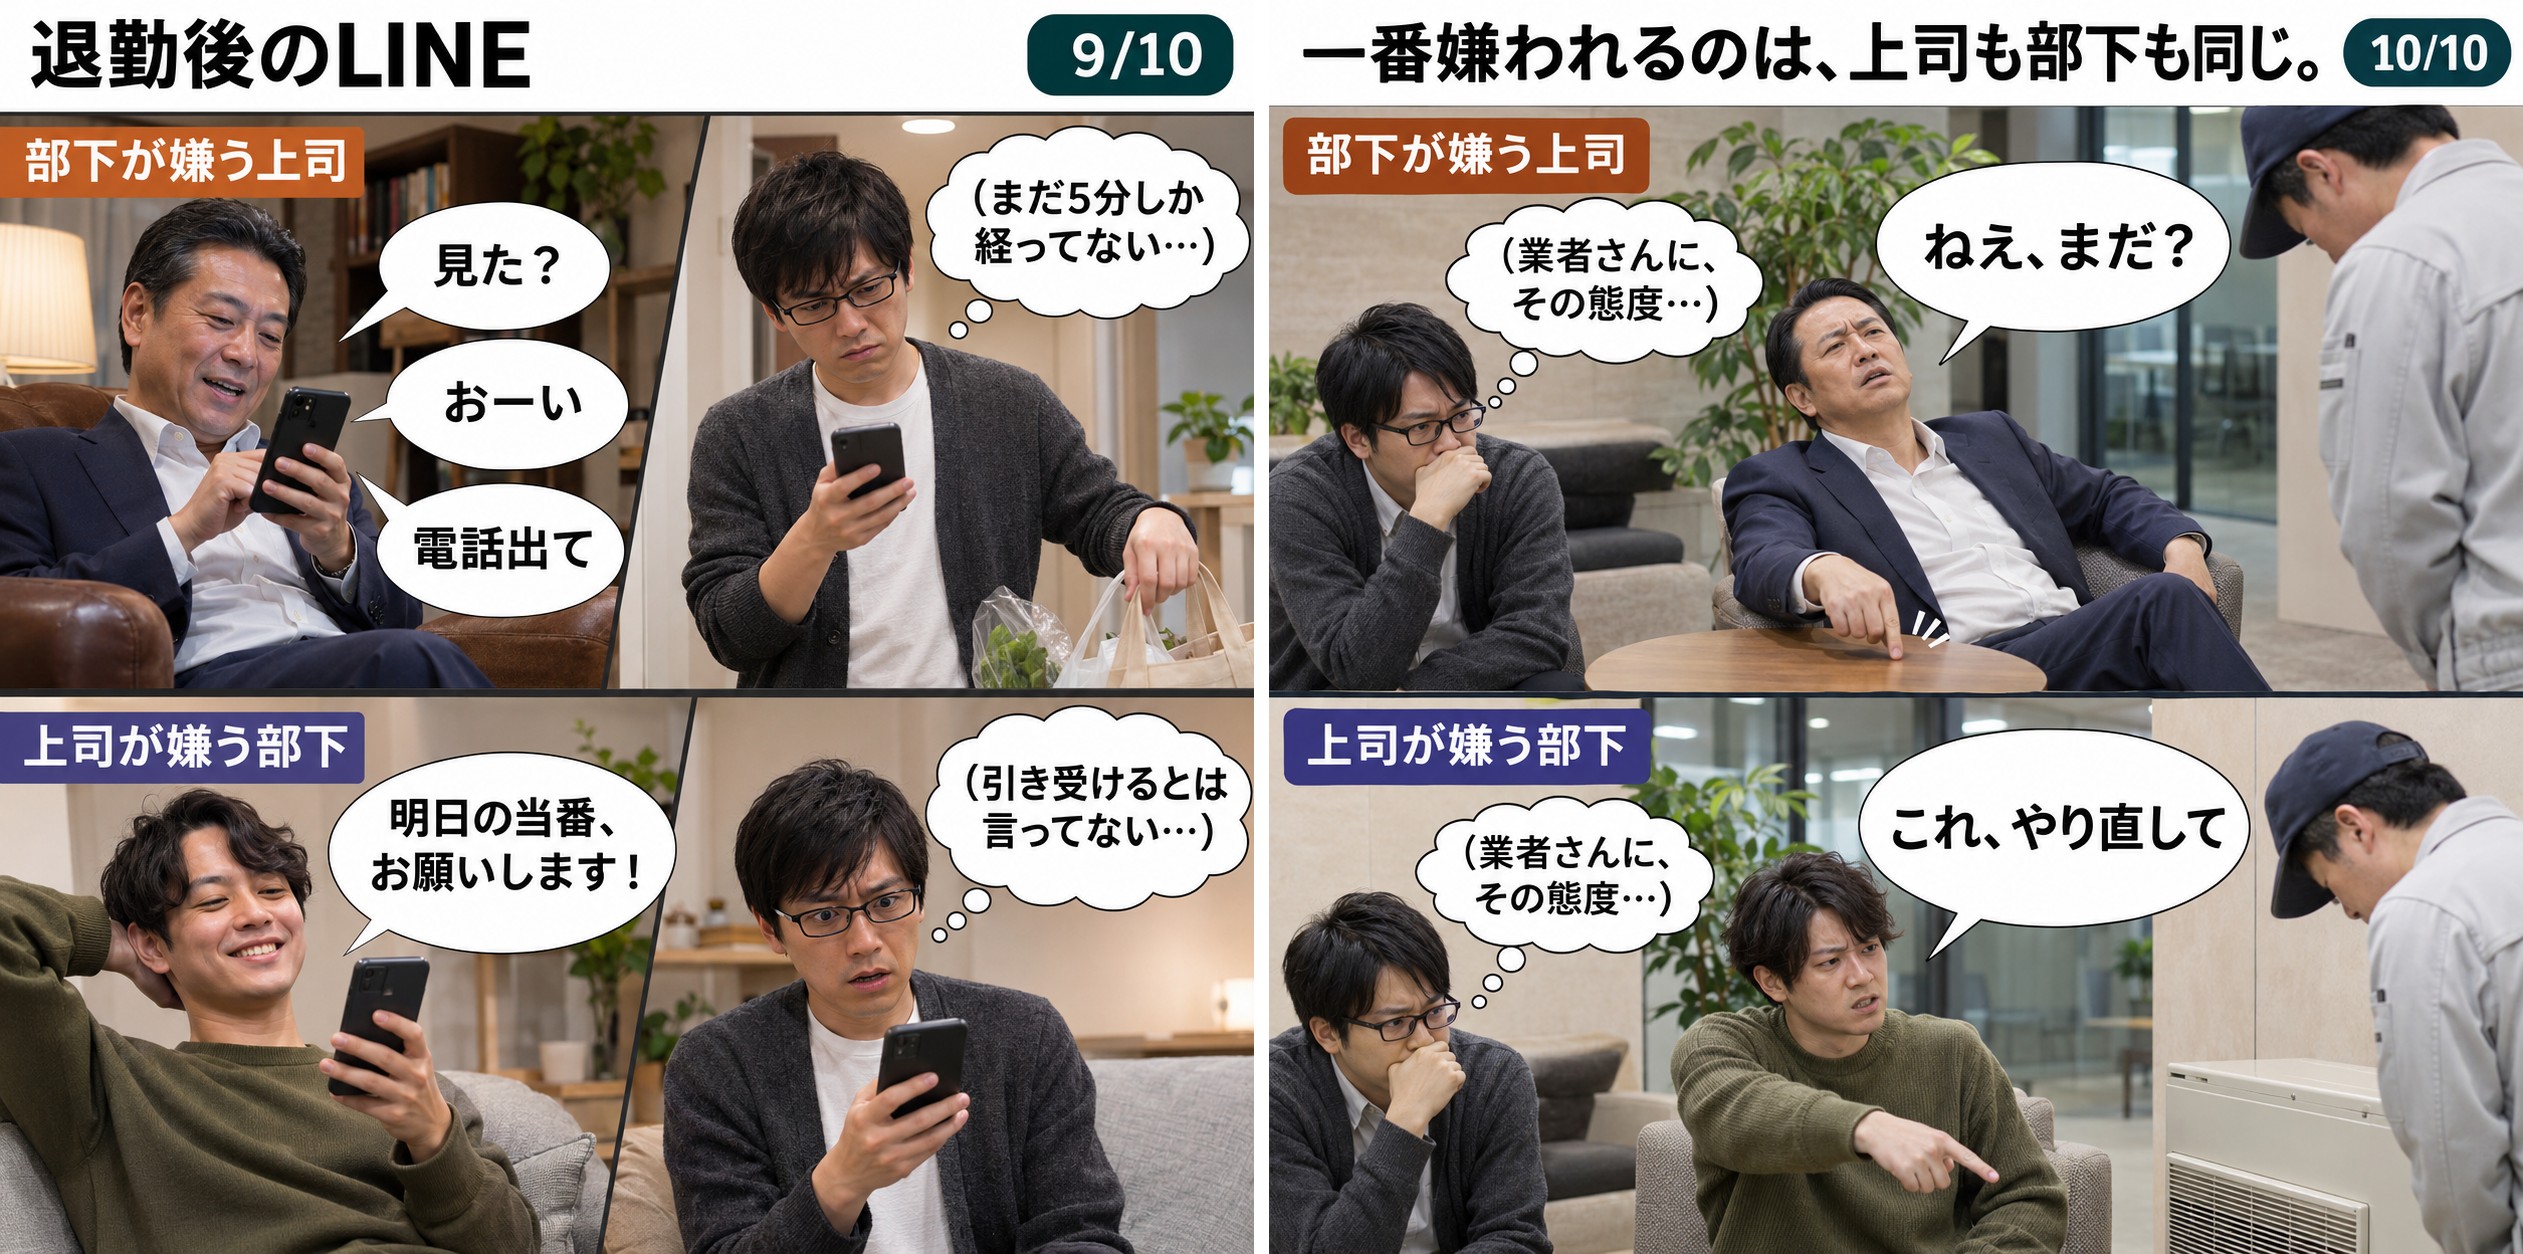 退勤後のLINE
9/10
部下が嫌う上司
見た？
おーい
電話出て
（まだ5分しか
経ってない…）
上司が嫌う部下
明日の当番、
お願いします！
（引き受けるとは
言ってない…）
一番嫌われるのは、上司も部下も同じ。
10/10
部下が嫌う上司
（業者さんに、
その態度…）
ねえ、まだ？
上司が嫌う部下
（業者さんに、
その態度…）
これ、やり直して